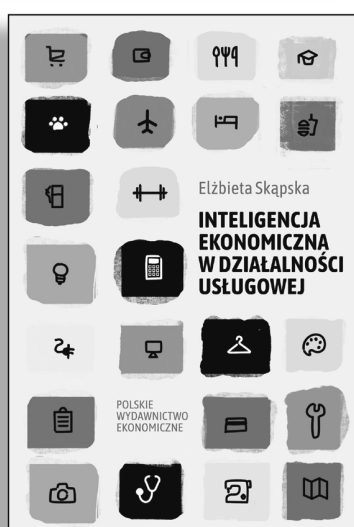 Elżbieta Skąpska
INTELIGENCJA
EKONOMICZNA
W DZIAŁALNOŚCI
USŁUGOWEJ
POLSKIE
WYDAWNICTWO
EKONOMICZNE